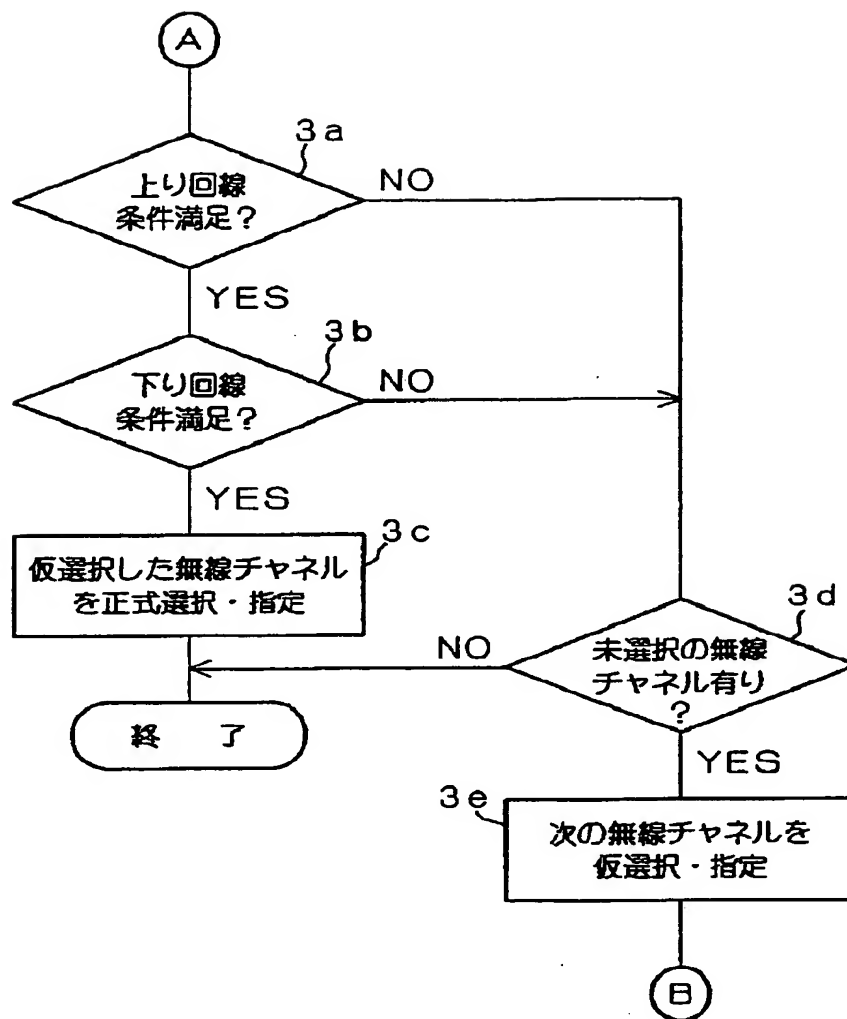 A
3a
上り回線
条件満足？
NO
YES
3b
下り回線
条件満足？
NO
YES
3c
仮選択した無線チャネル
を正式選択・指定
3d
未選択の無線
チャネル有り
？
NO
終 了
YES
3e
次の無線チャネルを
仮選択・指定
B